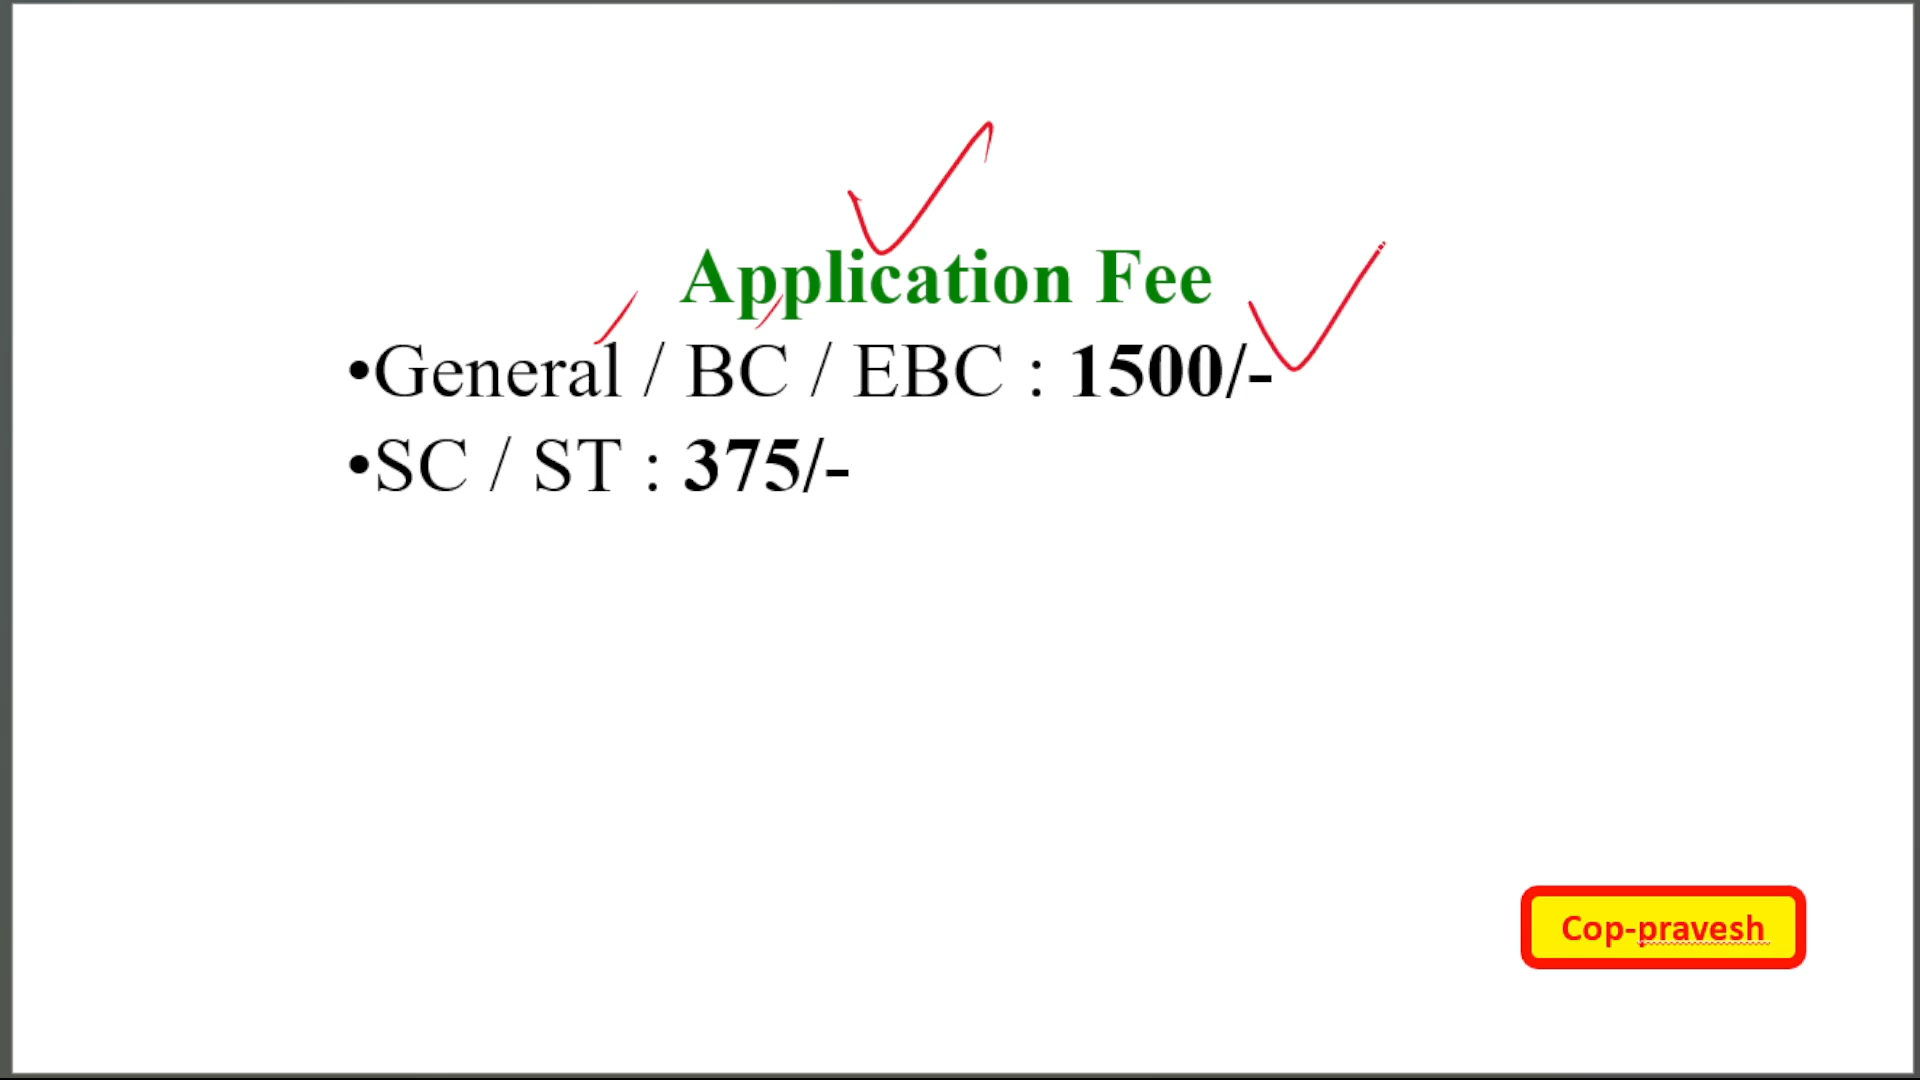 Application Fee
•General / BC / EBC : 1500/-
•SC / ST : 375/-
Cop-pravesh